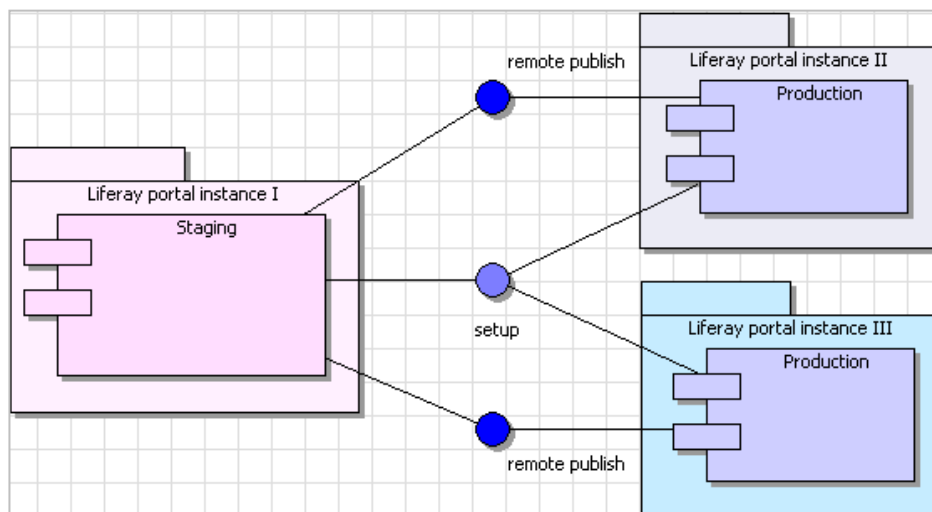 remote publish
Liferay portal instance II
Production
Liferay portal instance I
Staging
setup
Liferay portal instance III
Production
remote publish